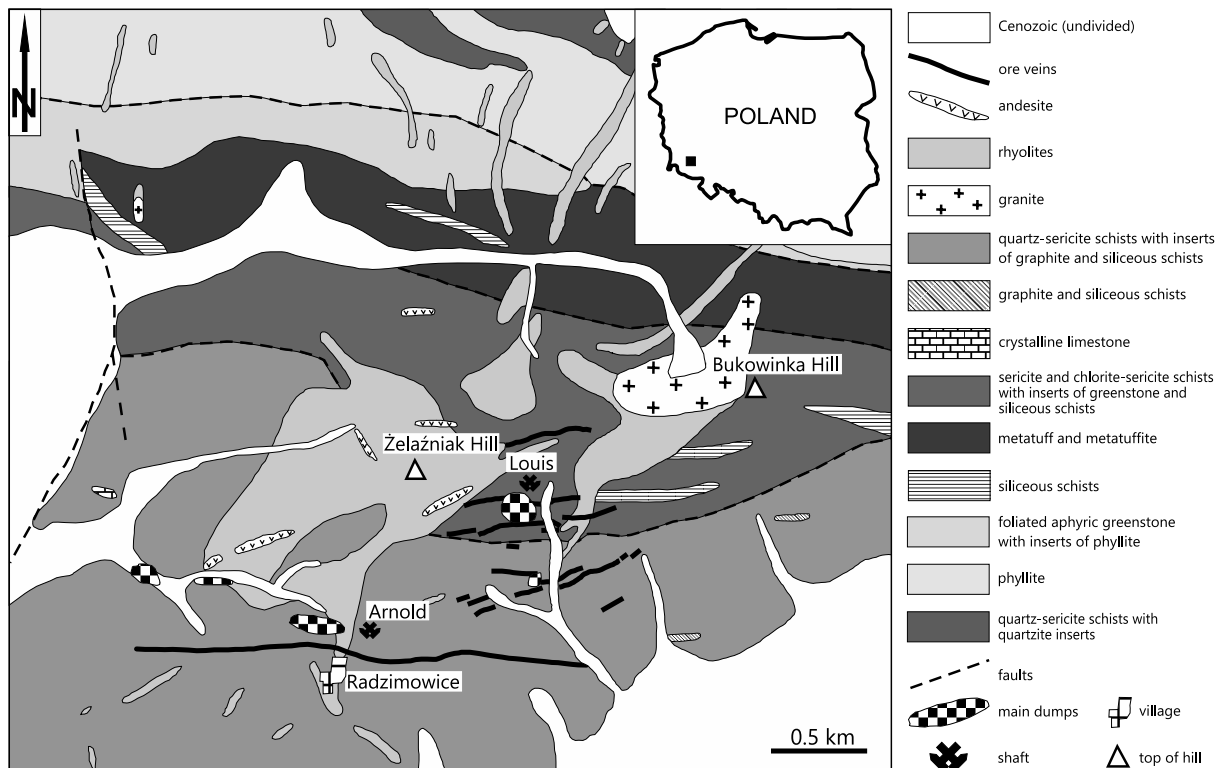 N
POLAND
Bukowinka Hill
Żelaźniak Hill
Louis
Arnold
Radzimowice
0.5 km
Cenozoic (undivided)
ore veins
andesite
rhyolites
granite
quartz-sericite schists with inserts
of graphite and siliceous schists
graphite and siliceous schists
crystalline limestone
sericite and chlorite-sericite schists
with inserts of greenstone and
siliceous schists
metatuff and metatuffite
siliceous schists
foliated aphyric greenstone
with inserts of phyllite
phyllite
quartz-sericite schists with
quartzite inserts
faults
main dumps
village
shaft
top of hill